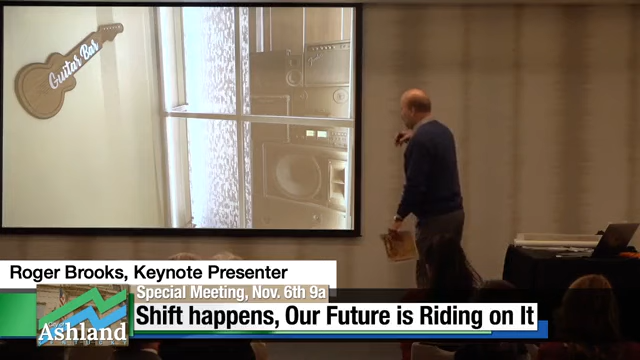 Guitar Bar
Roger Brooks, Keynote Presenter
Special Meeting, Nov. 6th 9a
Shift happens, Our Future is Riding on It
Ashland